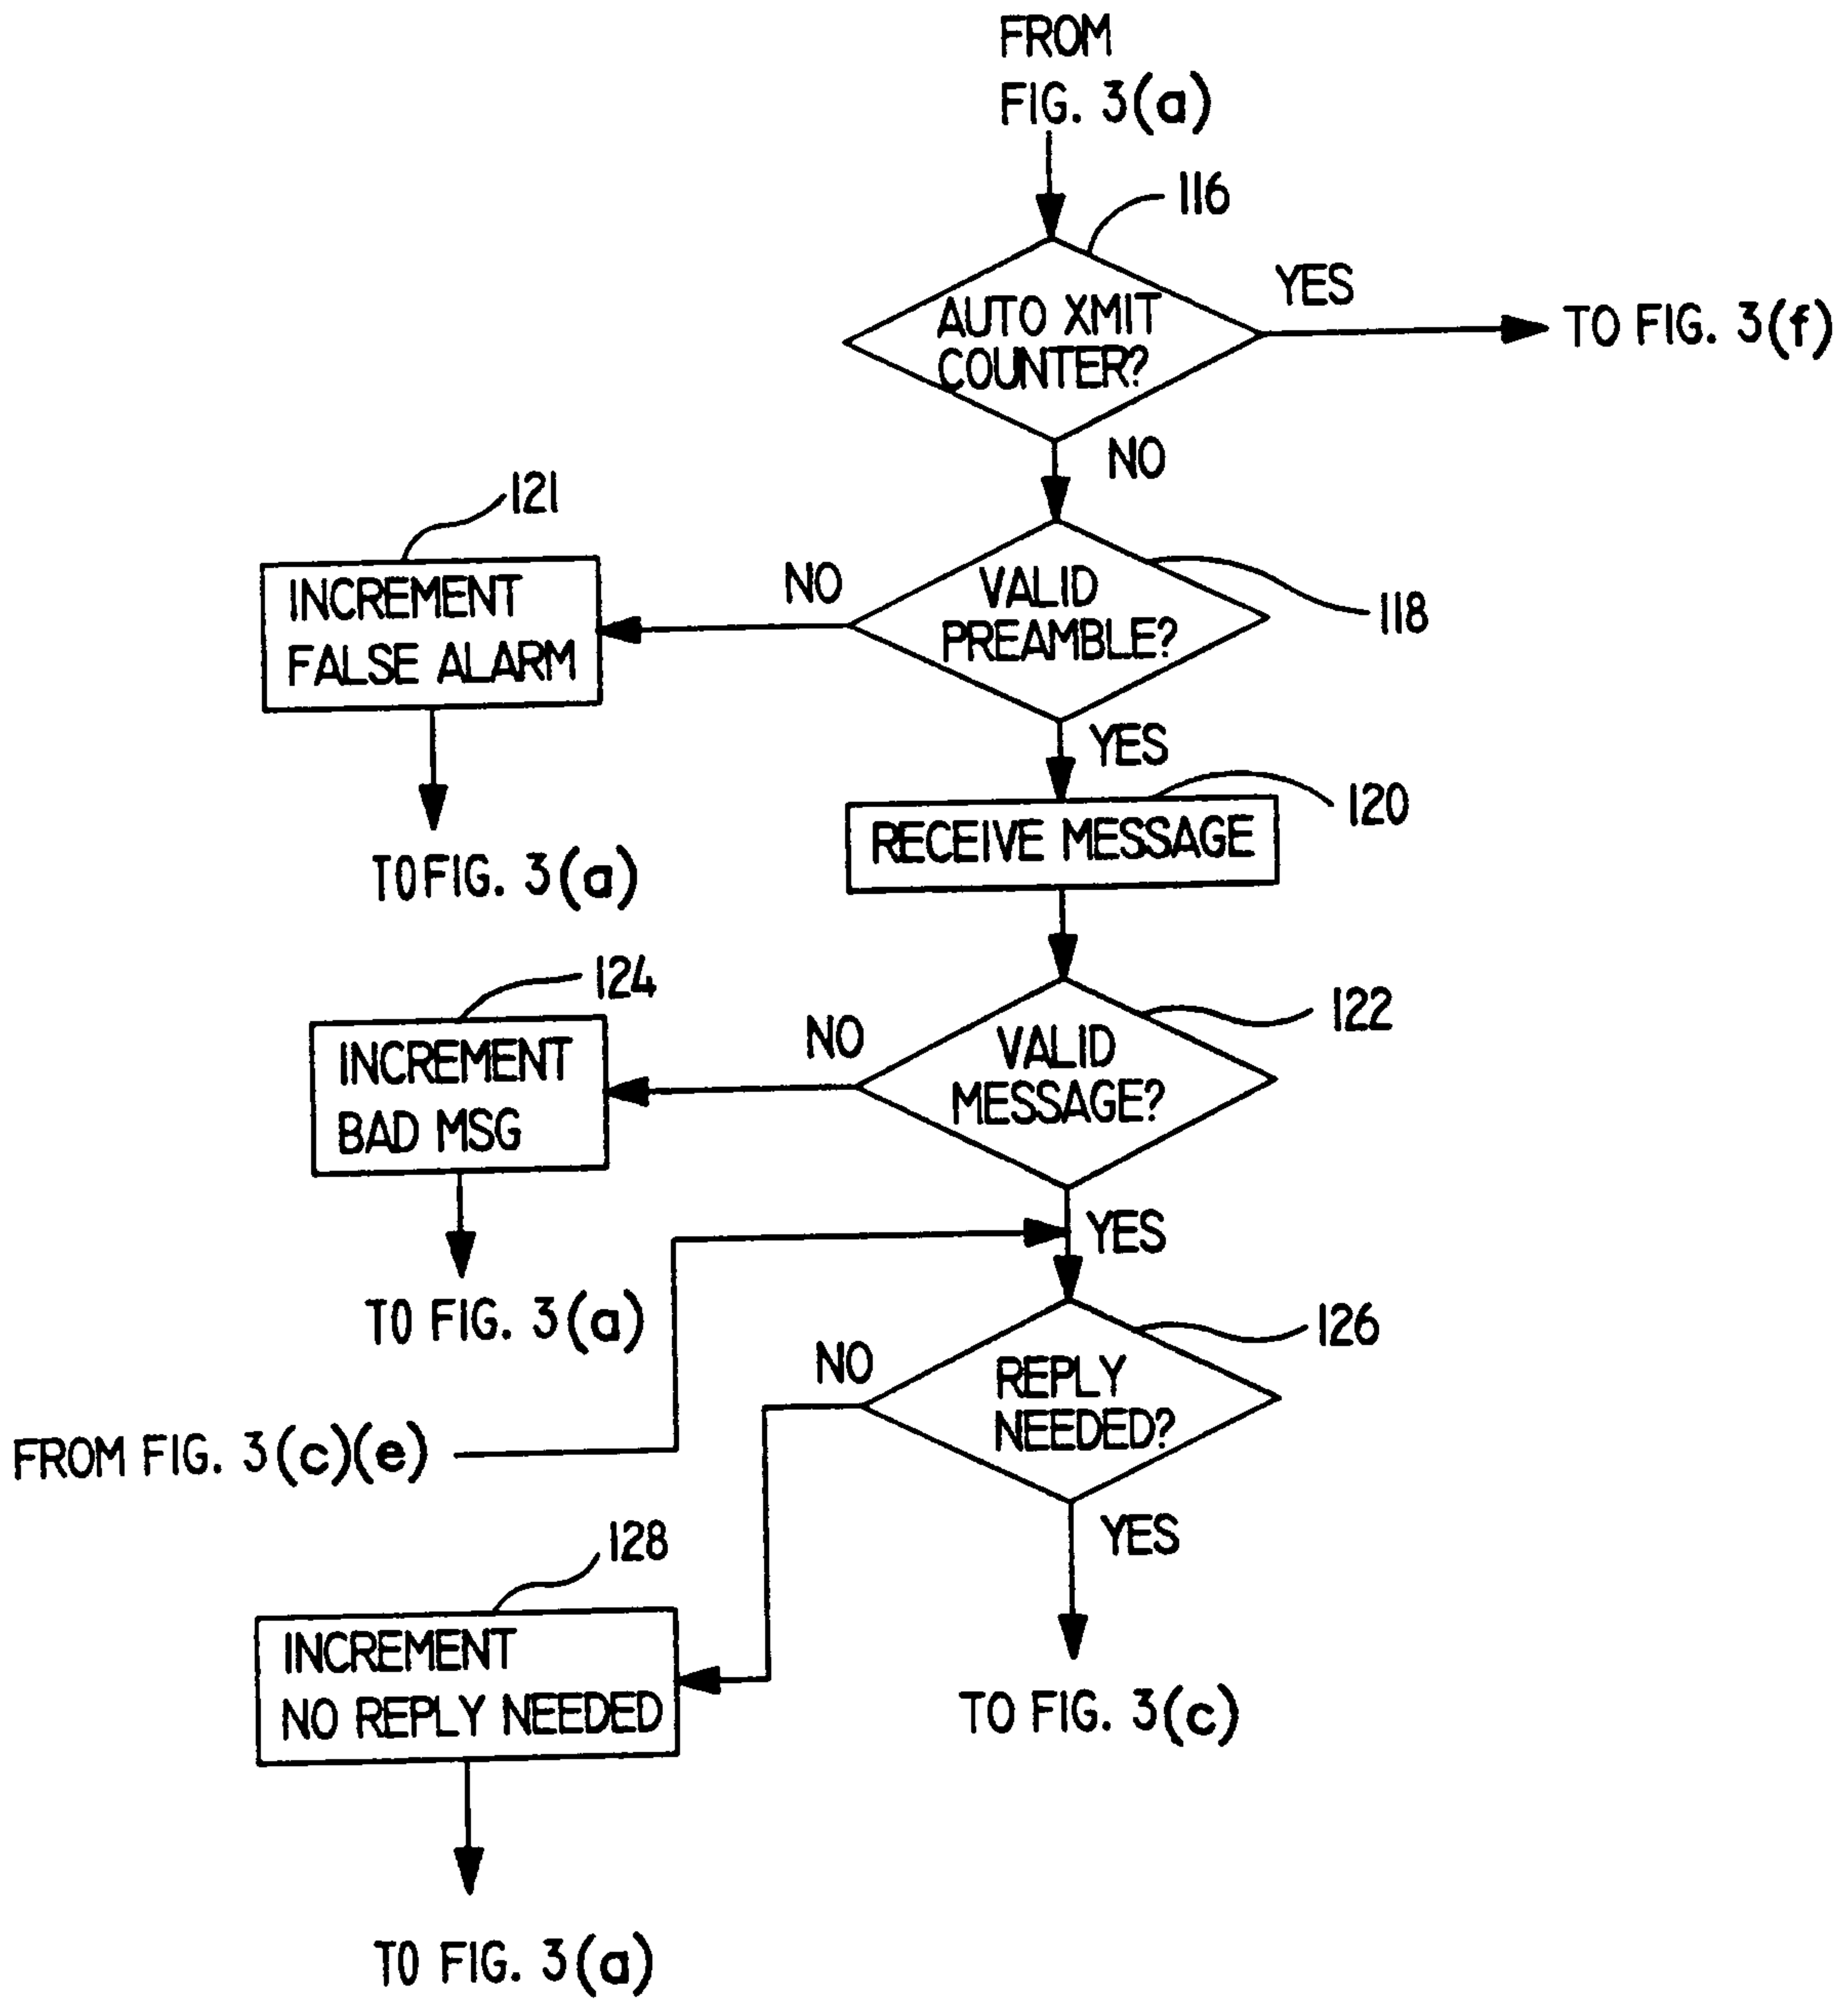 FROM
FIG. 3(a)
116
AUTO XMIT
COUNTER?
YES
TO FIG. 3(f)
NO
121
INCREMENT
FALSE ALARM
NO
VALID
PREAMBLE?
118
YES
TO FIG. 3(a)
RECEIVE MESSAGE
120
124
INCREMENT
BAD MSG
NO
VALID
MESSAGE?
122
YES
TO FIG. 3(a)
126
NO
REPLY
NEEDED?
FROM FIG. 3(c)(e)
YES
128
INCREMENT
NO REPLY NEEDED
TO FIG. 3(c)
TO FIG. 3(a)